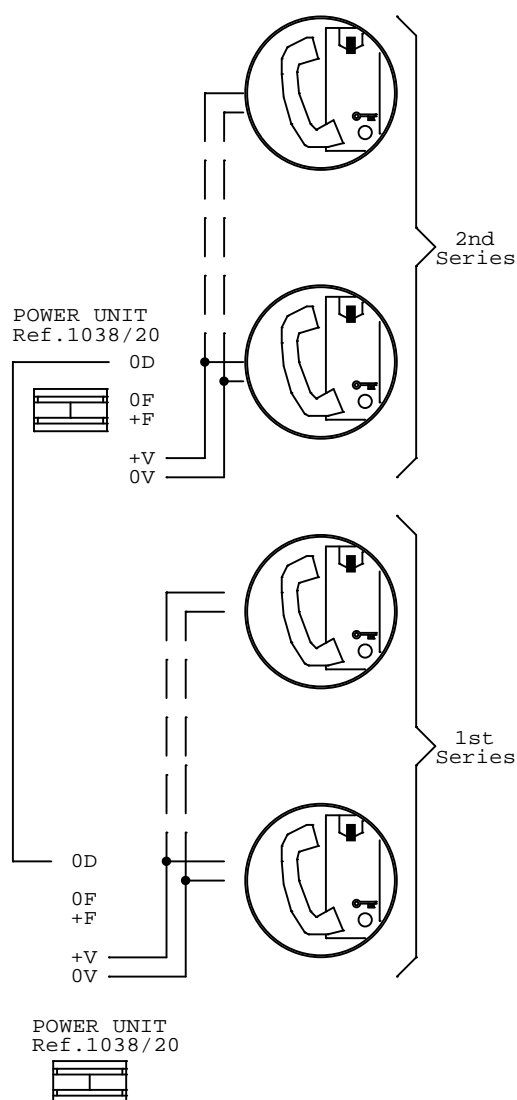 2nd
Series
POWER UNIT
Ref.1038/20
0D
0F
+F
+V
0V
1st
Series
0D
0F
+F
+V
0V
POWER UNIT
Ref.1038/20